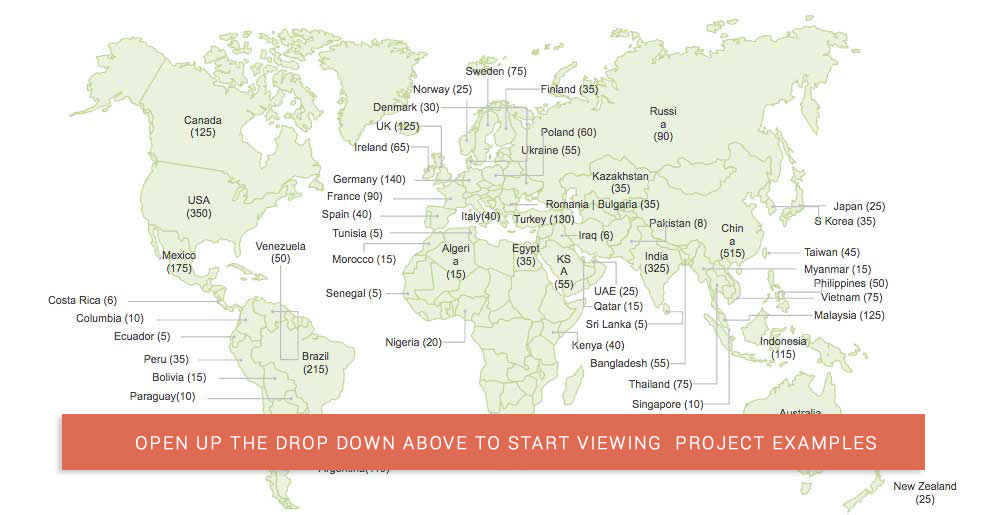 Sweden (75)
Norway (25)
Finland (35)
Denmark (30)
Canada
(125)
UK (125)
Russi
a
(90)
Poland (60)
Ireland (65)
Ukraine (55)
Germany (140)
Kazakhstan
(35)
France (90)
USA
(350)
Romania | Bulgaria (35)
Japan (25)
Spain (40)
Italy(40)
Turkey (130)
S Korea (35)
Pakistan (8)
Tunisia (5)
Iraq (6)
Chin
a
(515)
Venezuela
(50)
Algeri
a
(15)
Egypt
(35)
Mexico
(175)
Morocco (15)
KS
A
(55)
India
(325)
Taiwan (45)
Myanmar (15)
Philippines (50)
Senegal (5)
UAE (25)
Vietnam (75)
Costa Rica (6)
Qatar (15)
Malaysia (125)
Columbia (10)
Sri Lanka (5)
Ecuador (5)
Nigeria (20)
Kenya (40)
Indonesia
(115)
Peru (35)
Brazil
(215)
Bangladesh (55)
Bolivia (15)
Thailand (75)
Paraguay(10)
Singapore (10)
Australia
OPEN UP THE DROP DOWN ABOVE TO START VIEWING  PROJECT EXAMPLES
New Zealand
(25)